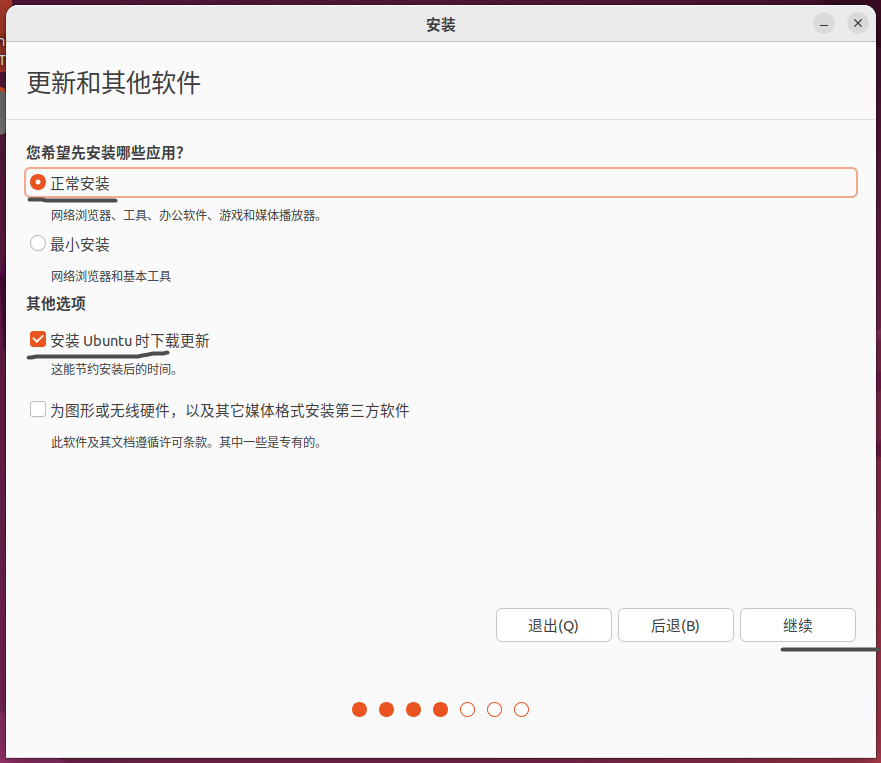 安装
更新和其他软件
您希望先安装哪些应用?
正常安装
网络浏览器、工具、办公软件、游戏和媒体播放器。
最小安装
网络浏览器和基本工具
其他选项
安装 Ubuntu 时下载更新
这能节约安装后的时间。
为图形或无线硬件，以及其它媒体格式安装第三方软件
此软件及其文档遵循许可条款。其中一些是专有的。
退出(Q)
后退(B)
继续